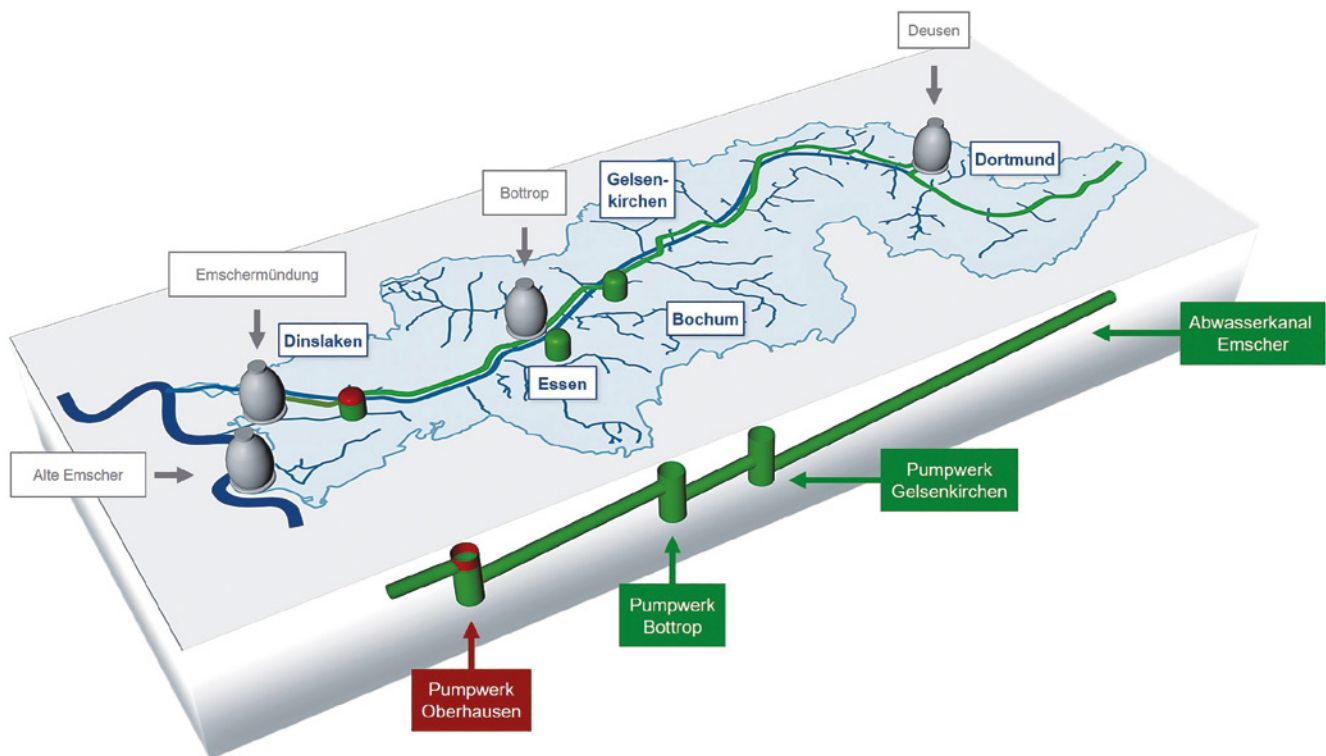 Deusen
Dortmund
Gelsen-
kirchen
Bottrop
Emschermündung
Dinslaken
Bochum
Essen
Alte Emscher
Abwasserkanal
Emscher
Pumpwerk
Gelsenkirchen
Pumpwerk
Bottrop
Pumpwerk
Oberhausen